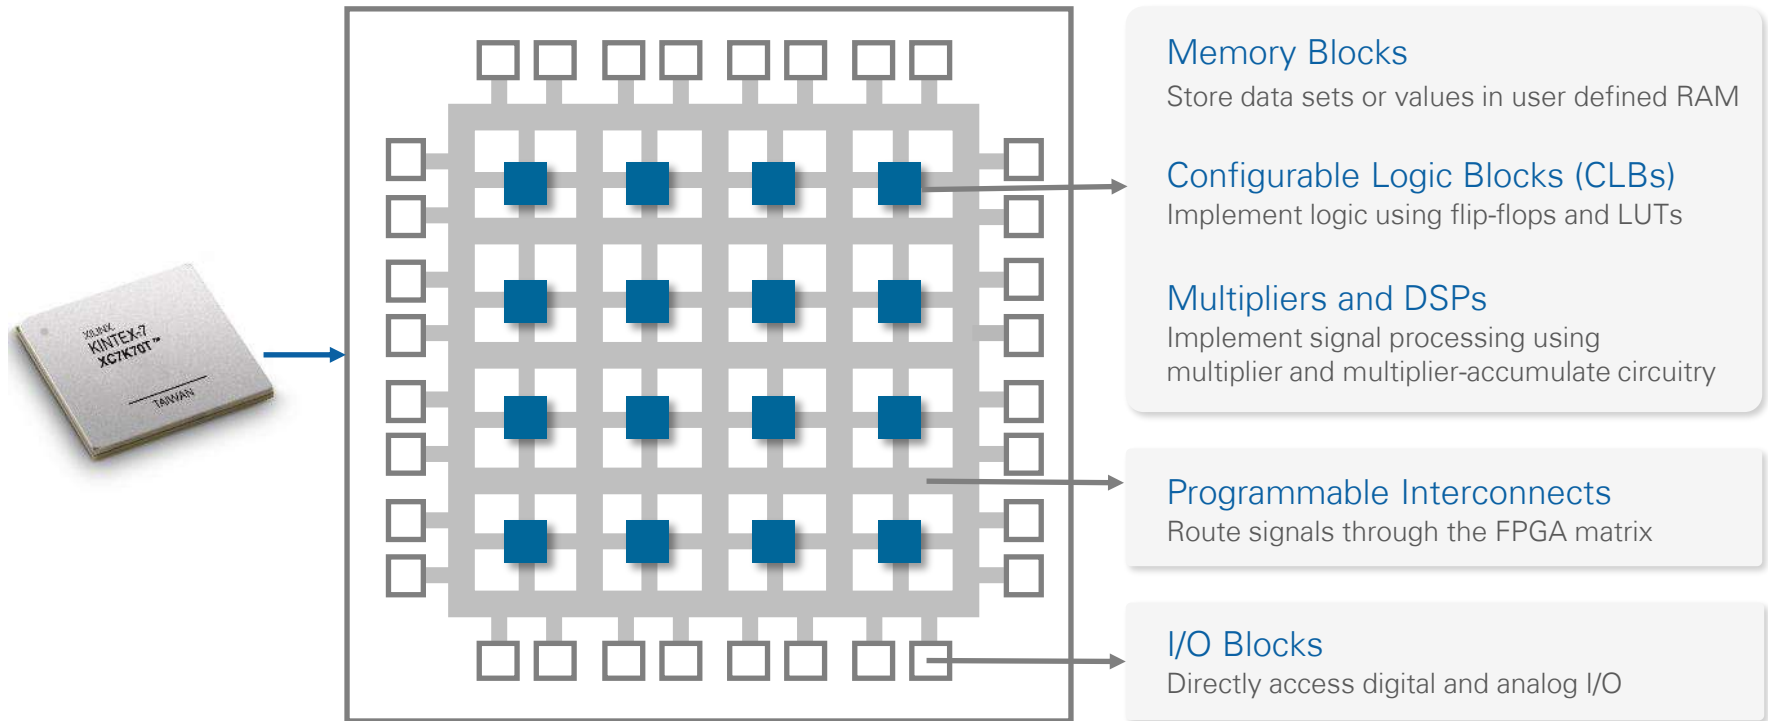 XILINX
KINTEX-7
XC7K70T™
TAIWAN
Memory Blocks
Store data sets or values in user defined RAM
Configurable Logic Blocks (CLBs)
Implement logic using flip-flops and LUTs
Multipliers and DSPs
Implement signal processing using
multiplier and multiplier-accumulate circuitry
Programmable Interconnects
Route signals through the FPGA matrix
I/O Blocks
Directly access digital and analog I/O